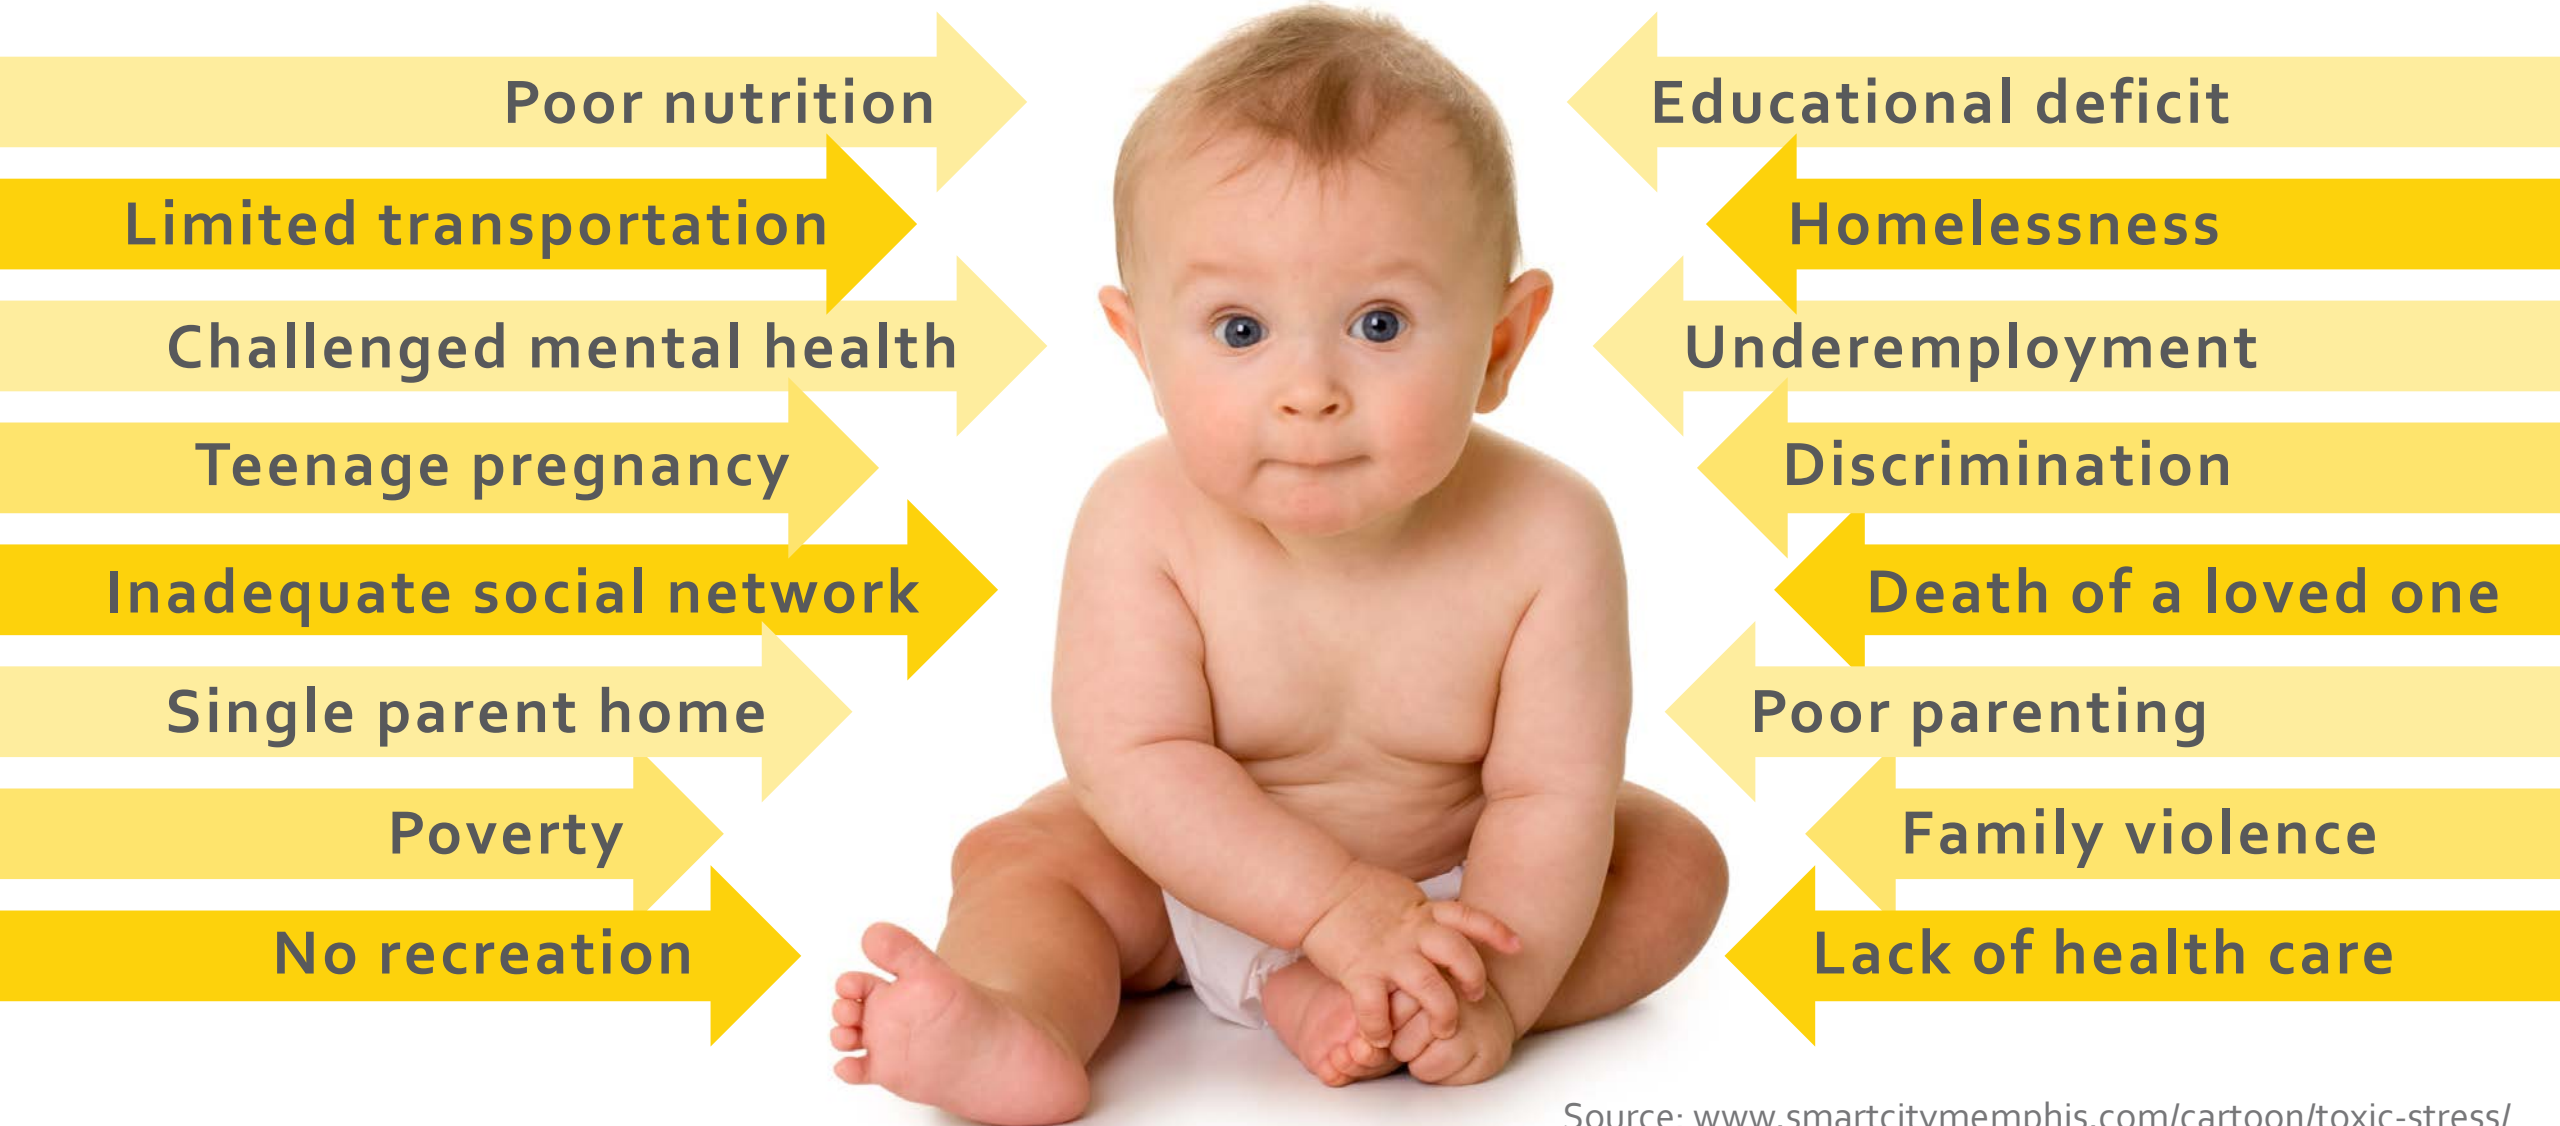 Poor nutrition
Limited transportation
Challenged mental health
Teenage pregnancy
Inadequate social network
Single parent home
Poverty
No recreation
Educational deficit
Homelessness
Underemployment
Discrimination
Death of a loved one
Poor parenting
Family violence
Lack of health care
Source: www.smartcitymemphis.com/cartoon/toxic-stress/